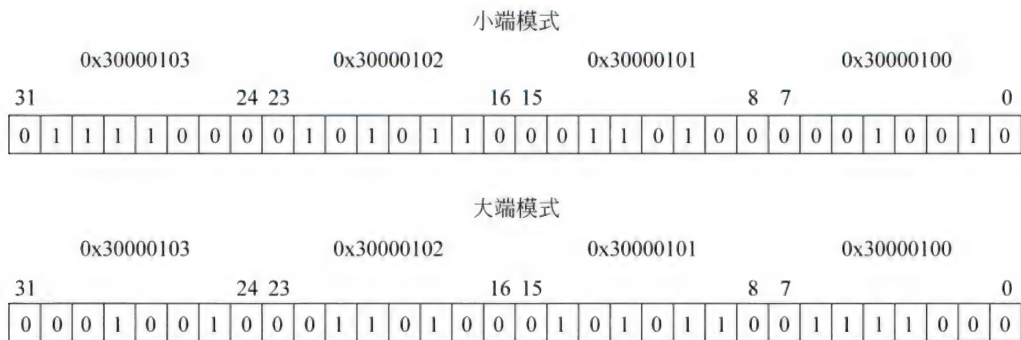 小端模式
0x30000103 0x30000102 0x30000101 0x30000100
31 24 23 16 15 8 7 0
0 1 1 1 1 0 0 0 0 1 0 1 0 1 1 0 0 0 1 1 0 1 0 0 0 0 0 1 0 0 1 0
大端模式
0x30000103 0x30000102 0x30000101 0x30000100
31 24 23 16 15 8 7 0
0 0 0 1 0 0 1 0 0 0 1 1 0 1 0 0 0 1 0 1 0 1 1 0 0 1 1 1 1 0 0 0